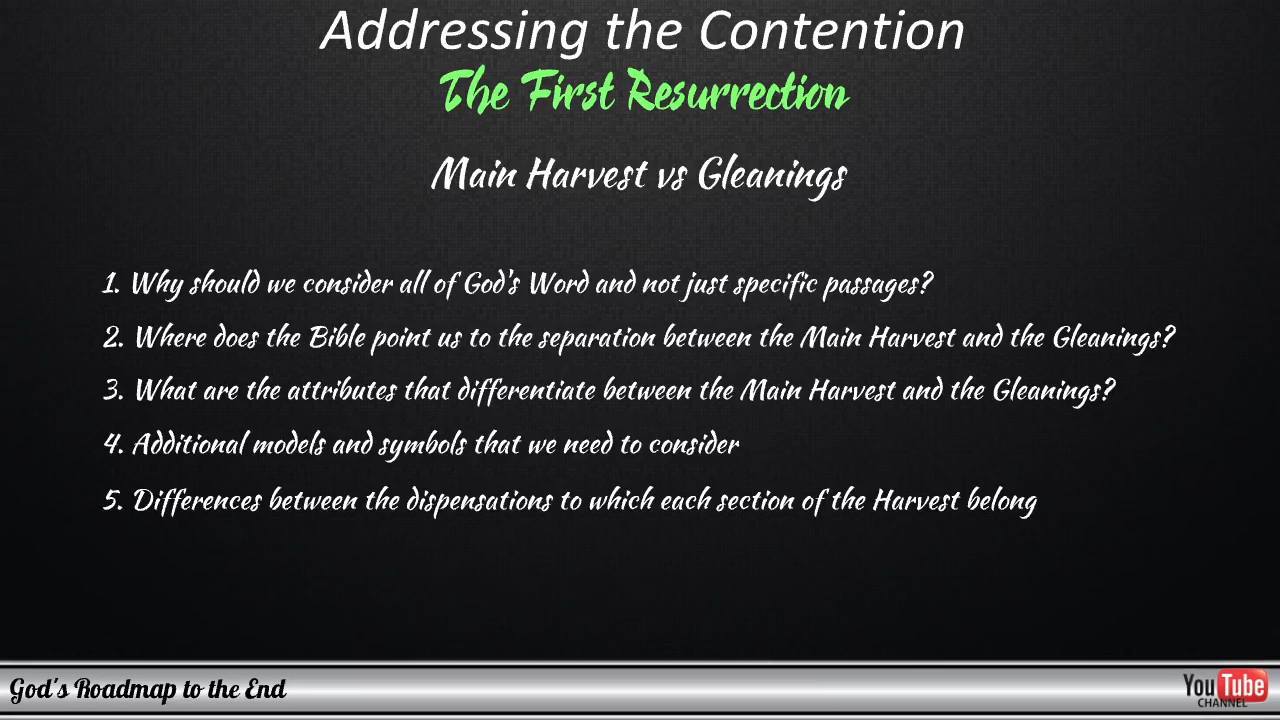 Addressing the Contention
The First Resurrection
Main Harvest vs Gleanings
1. Why should we consider all of God's Word and not just specific passages?
2. Where does the Bible point us to the separation between the Main Harvest and the Gleanings?
3. What are the attributes that differentiate between the Main Harvest and the Gleanings?
4. Additional models and symbols that we need to consider
5. Differences between the dispensations to which each section of the Harvest belong
God's Roadmap to the End
YouTube
CHANNEL